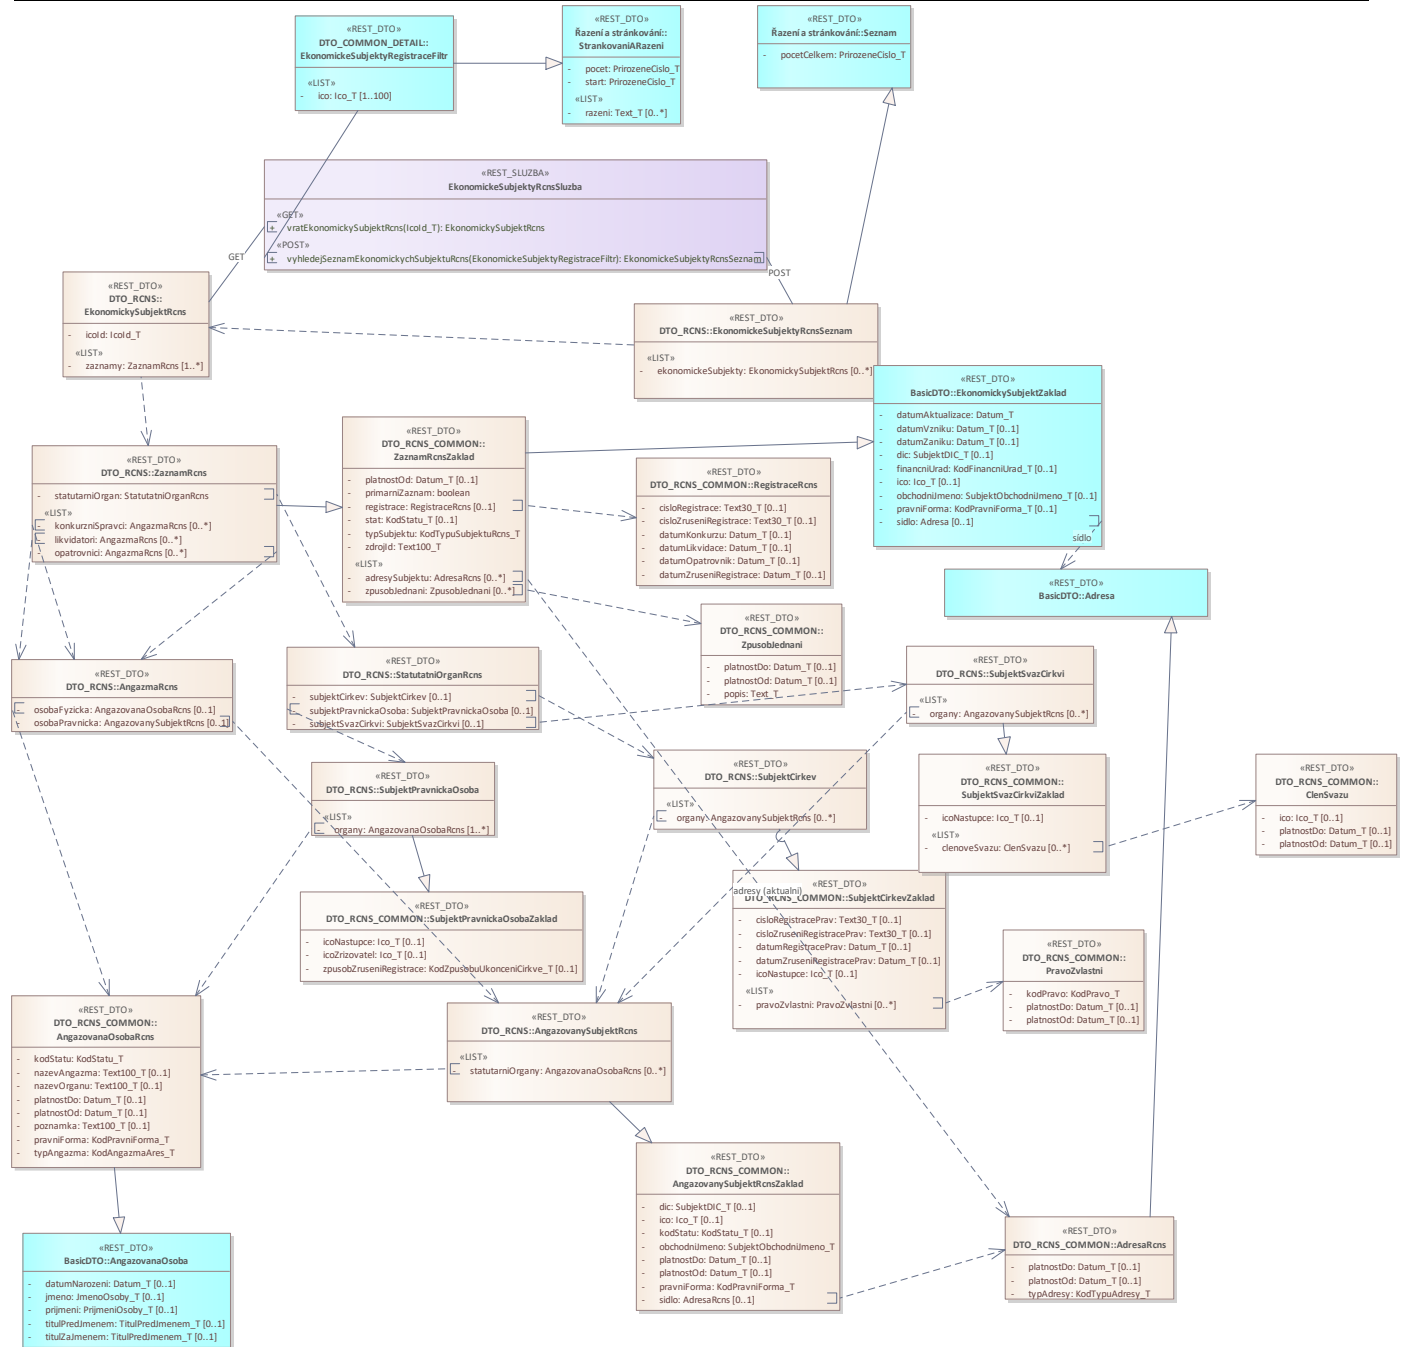 «REST_DTO»
DTO_COMMON_DETAIL::
EkonomickeSubjektyRegistraceFiltr
«LIST»
- ico: Ico_T [1..100]
«REST_DTO»
Řazení a stránkování::
StrankovaniARazeni
- pocet: PrirozeneCislo_T
- start: PrirozeneCislo_T
«LIST»
- razeni: Text_T [0..*]
«REST_DTO»
Řazení a stránkování::Seznam
- pocetCelkem: PrirozeneCislo_T
«REST_SLUZBA»
EkonomickeSubjektyRcnsSluzba
«GET»
+ vratEkonomickySubjektRcns(IcoId_T): EkonomickySubjektRcns
«POST»
+ vyhledejSeznamEkonomickychSubjektuRcns(EkonomickeSubjektyRegistraceFiltr): EkonomickeSubjektyRcnsSeznam
GET
POST
«REST_DTO»
DTO_RCNS::
EkonomickySubjektRcns
- icoId: IcoId_T
«LIST»
- zaznamy: ZaznamRcns [1..*]
«REST_DTO»
DTO_RCNS::EkonomickeSubjektyRcnsSeznam
«LIST»
- ekonomickeSubjekty: EkonomickySubjektRcns [0..*]
«REST_DTO»
BasicDTO::EkonomickySubjektZaklad
- datumAktualizace: Datum_T
- datumVzniku: Datum_T [0..1]
- datumZaniku: Datum_T [0..1]
- dic: SubjektDIC_T [0..1]
- financniUrad: KodFinancniUrad_T [0..1]
- ico: Ico_T [0..1]
- obchodniJmeno: SubjektObchodniJmeno_T [0..1]
- pravniForma: KodPravniForma_T [0..1]
- sidlo: Adresa [0..1]
sídlo
«REST_DTO»
DTO_RCNS::ZaznamRcns
- statutarniOrgan: StatutatniOrganRcns
«LIST»
- konkurzniSpravci: AngazmaRcns [0..*]
- likvidatori: AngazmaRcns [0..*]
- opatrovnici: AngazmaRcns [0..*]
«REST_DTO»
DTO_RCNS_COMMON::
ZaznamRcnsZaklad
- platnostOd: Datum_T [0..1]
- primarniZaznam: boolean
- registrace: RegistraceRcns [0..1]
- stat: KodStatu_T [0..1]
- typSubjektu: KodTypuSubjektuRcns_T
- zdrojId: Text100_T
«LIST»
- adresySubjektu: AdresaRcns [0..*]
- zpusobJednani: ZpusobJednani [0..*]
«REST_DTO»
DTO_RCNS_COMMON::RegistraceRcns
- cisloRegistrace: Text30_T [0..1]
- cisloZruseniRegistrace: Text30_T [0..1]
- datumKonkurzu: Datum_T [0..1]
- datumLikvidace: Datum_T [0..1]
- datumOpatrovnik: Datum_T [0..1]
- datumZruseniRegistrace: Datum_T [0..1]
«REST_DTO»
BasicDTO::Adresa
«REST_DTO»
DTO_RCNS_COMMON::
ZpusobJednani
- platnostDo: Datum_T [0..1]
- platnostOd: Datum_T [0..1]
- popis: Text_T
«REST_DTO»
DTO_RCNS::AngazmaRcns
- osobaFyzicka: AngazovanaOsobaRcns [0..1]
- osobaPravnicka: AngazovanySubjektRcns [0..1]
«REST_DTO»
DTO_RCNS::StatutatniOrganRcns
- subjektCirkev: SubjektCirkev [0..1]
- subjektPravnickaOsoba: SubjektPravnickaOsoba [0..1]
- subjektSvazCirkvi: SubjektSvazCirkvi [0..1]
«REST_DTO»
DTO_RCNS::SubjektSvazCirkvi
«LIST»
- organy: AngazovanySubjektRcns [0..*]
«REST_DTO»
DTO_RCNS::SubjektPravnickaOsoba
«LIST»
- organy: AngazovanaOsobaRcns [1..*]
«REST_DTO»
DTO_RCNS::SubjektCirkev
«LIST»
- organy: AngazovanySubjektRcns [0..*]
«REST_DTO»
DTO_RCNS_COMMON::
SubjektSvazCirkviZaklad
- icoNastupce: Ico_T [0..1]
«LIST»
- clenoveSvazu: ClenSvazu [0..*]
«REST_DTO»
DTO_RCNS_COMMON::
ClenSvazu
- ico: Ico_T [0..1]
- platnostDo: Datum_T [0..1]
- platnostOd: Datum_T [0..1]
«REST_DTO»
DTO_RCNS_COMMON::SubjektPravnickaOsobaZaklad
- icoNastupce: Ico_T [0..1]
- icoZrizovatel: Ico_T [0..1]
- zpusobZruseniRegistrace: KodZpusobuUkonceniCirkve_T [0..1]
adresy (aktualni)
«REST_DTO»
DTO_RCNS_COMMON::SubjektCirkevZaklad
- cisloRegistracePrav: Text30_T [0..1]
- cisloZruseniRegistracePrav: Text30_T [0..1]
- datumRegistracePrav: Datum_T [0..1]
- datumZruseniRegistracePrav: Datum_T [0..1]
- icoNastupce: Ico_T [0..1]
«LIST»
- pravoZvlastni: PravoZvlastni [0..*]
«REST_DTO»
DTO_RCNS_COMMON::
PravoZvlastni
- kodPravo: KodPravo_T
- platnostDo: Datum_T [0..1]
- platnostOd: Datum_T [0..1]
«REST_DTO»
DTO_RCNS_COMMON::
AngazovanaOsobaRcns
- kodStatu: KodStatu_T
- nazevAngazma: Text100_T [0..1]
- nazevOrganu: Text100_T [0..1]
- platnostDo: Datum_T [0..1]
- platnostOd: Datum_T [0..1]
- poznamka: Text100_T [0..1]
- pravniForma: KodPravniForma_T
- typAngazma: KodAngazmaAres_T
«REST_DTO»
DTO_RCNS::AngazovanySubjektRcns
«LIST»
- statutarniOrgany: AngazovanaOsobaRcns [0..*]
«REST_DTO»
DTO_RCNS_COMMON::
AngazovanySubjektRcnsZaklad
- dic: SubjektDIC_T [0..1]
- ico: Ico_T [0..1]
- kodStatu: KodStatu_T [0..1]
- obchodniJmeno: SubjektObchodniJmeno_T
- platnostDo: Datum_T [0..1]
- platnostOd: Datum_T [0..1]
- pravniForma: KodPravniForma_T
- sidlo: AdresaRcns [0..1]
«REST_DTO»
DTO_RCNS_COMMON::AdresaRcns
- platnostDo: Datum_T [0..1]
- platnostOd: Datum_T [0..1]
- typAdresy: KodTypuAdresy_T
«REST_DTO»
BasicDTO::AngazovanaOsoba
- datumNarozeni: Datum_T [0..1]
- jmeno: JmenoOsoby_T [0..1]
- prijmeni: PrijmeniOsoby_T [0..1]
- titulPredJmenem: TitulPredJmenem_T [0..1]
- titulZaJmenem: TitulPredJmenem_T [0..1]